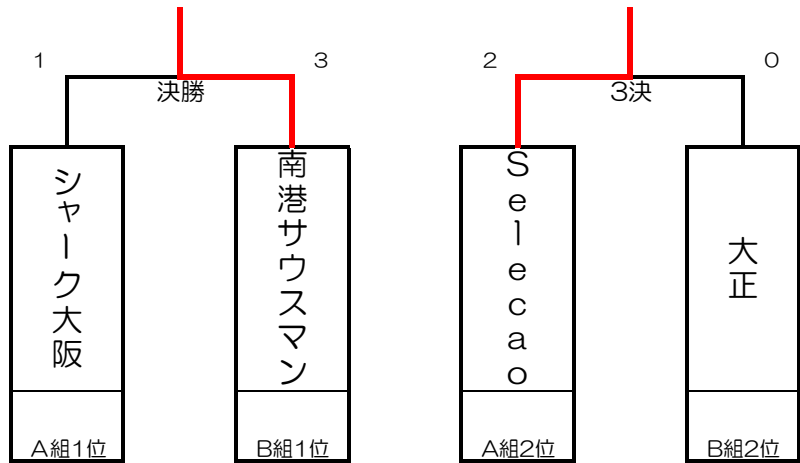 1
3
2
0
決勝
3決
シャーク大阪
南港サウスマン
Selecao
大正
A組1位
B組1位
A組2位
B組2位